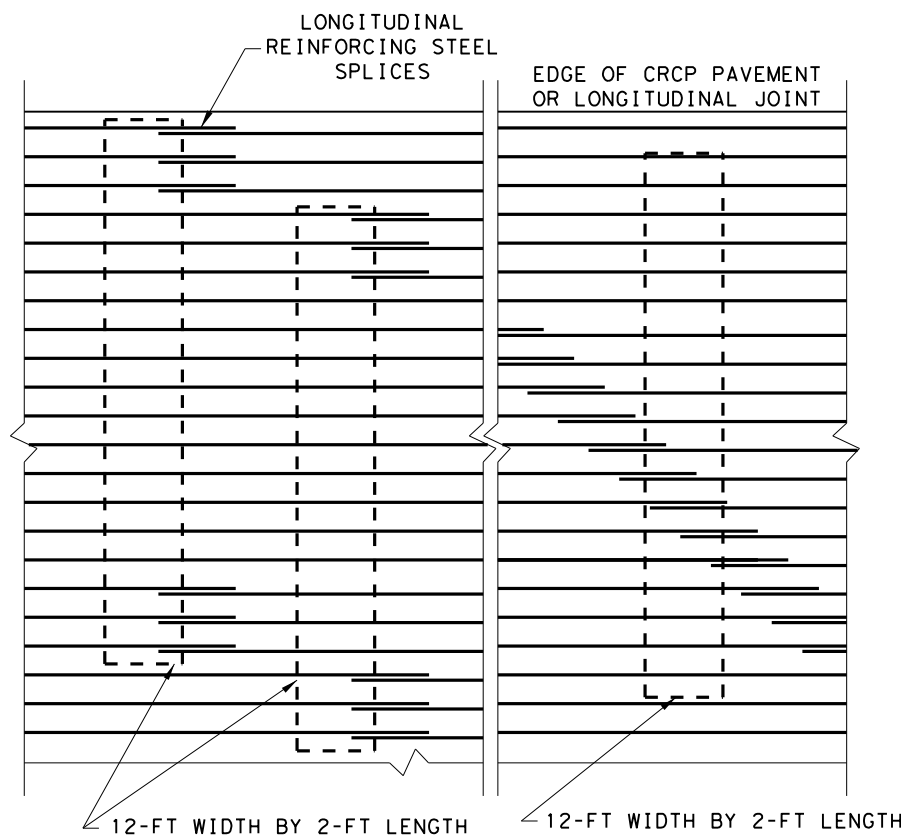 LONGITUDINAL
REINFORCING STEEL
SPLICES
EDGE OF CRCP PAVEMENT
OR LONGITUDINAL JOINT
12-FT WIDTH BY 2-FT LENGTH
12-FT WIDTH BY 2-FT LENGTH